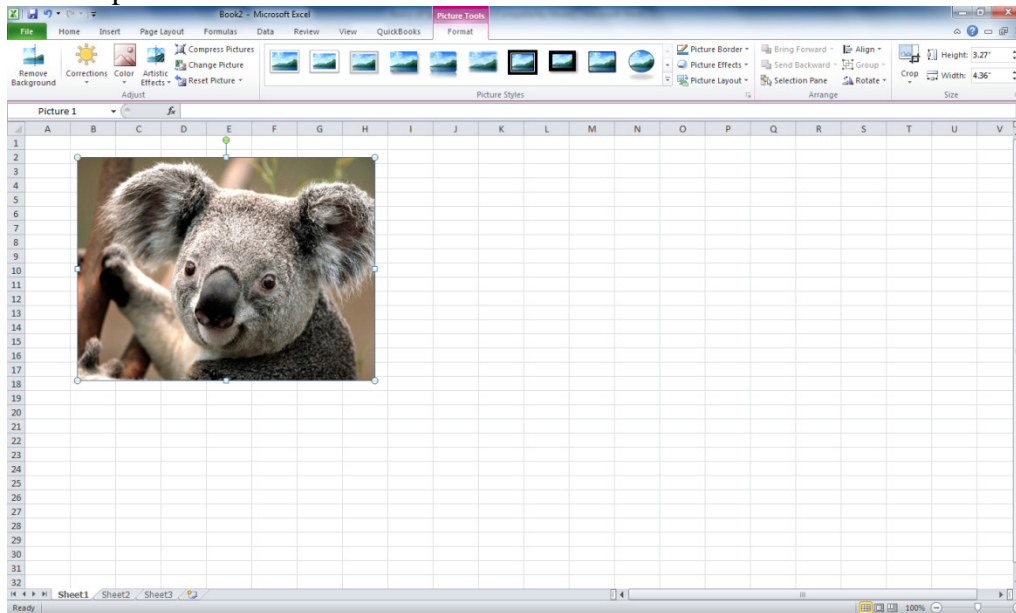 Book2 - Microsoft Excel
Picture Tools
File Home Insert Page Layout Formulas Data Review View QuickBooks Format
Remove Background
Corrections
Color
Artistic Effects
Compress Pictures
Change Picture
Reset Picture
Adjust
Picture Styles
Picture Border
Picture Effects
Picture Layout
Bring Forward
Send Backward
Selection Pane
Align
Group
Rotate
Arrange
Crop
Height: 3.27"
Width: 4.36"
Size
Picture 1
fx
A B C D E F G H I J K L M N O P Q R S T U V
1
2
3
4
5
6
7
8
9
10
11
12
13
14
15
16
17
18
19
20
21
22
23
24
25
26
27
28
29
30
31
32
Sheet1 Sheet2 Sheet3
Ready
100%